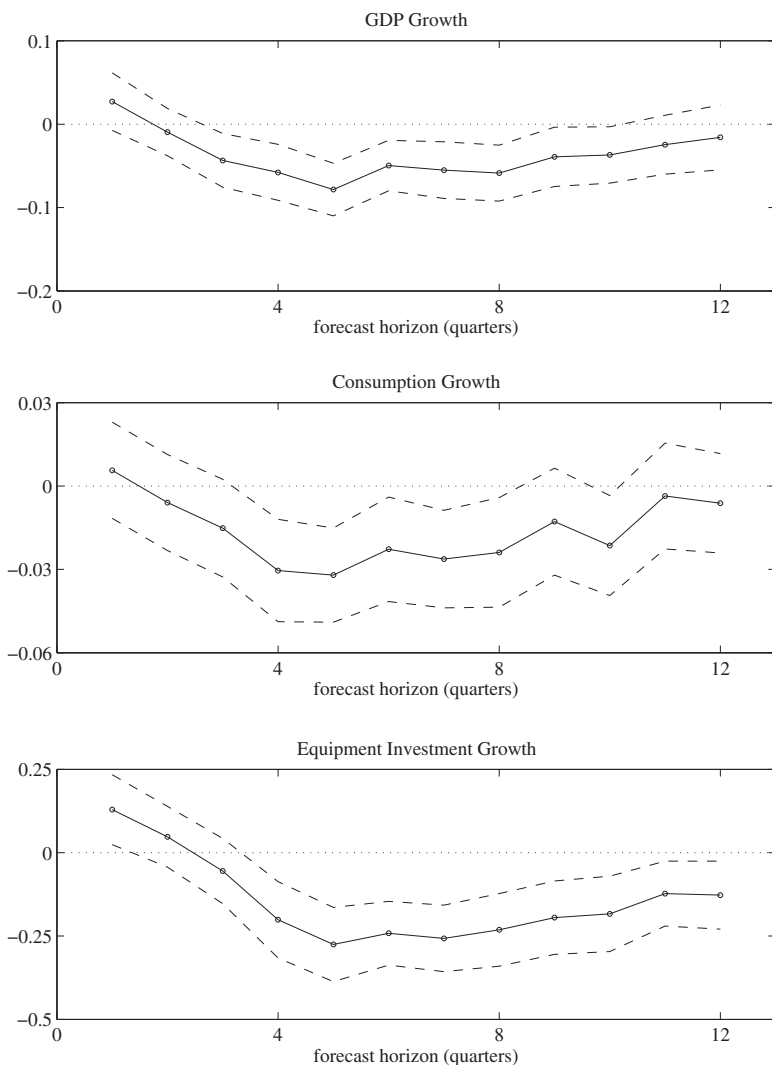 GDP Growth
0.1
0
−0.1
−0.2
0 4 8 12
forecast horizon (quarters)
Consumption Growth
0.03
0
−0.03
−0.06
0 4 8 12
forecast horizon (quarters)
Equipment Investment Growth
0.25
0
−0.25
−0.5
0 4 8 12
forecast horizon (quarters)